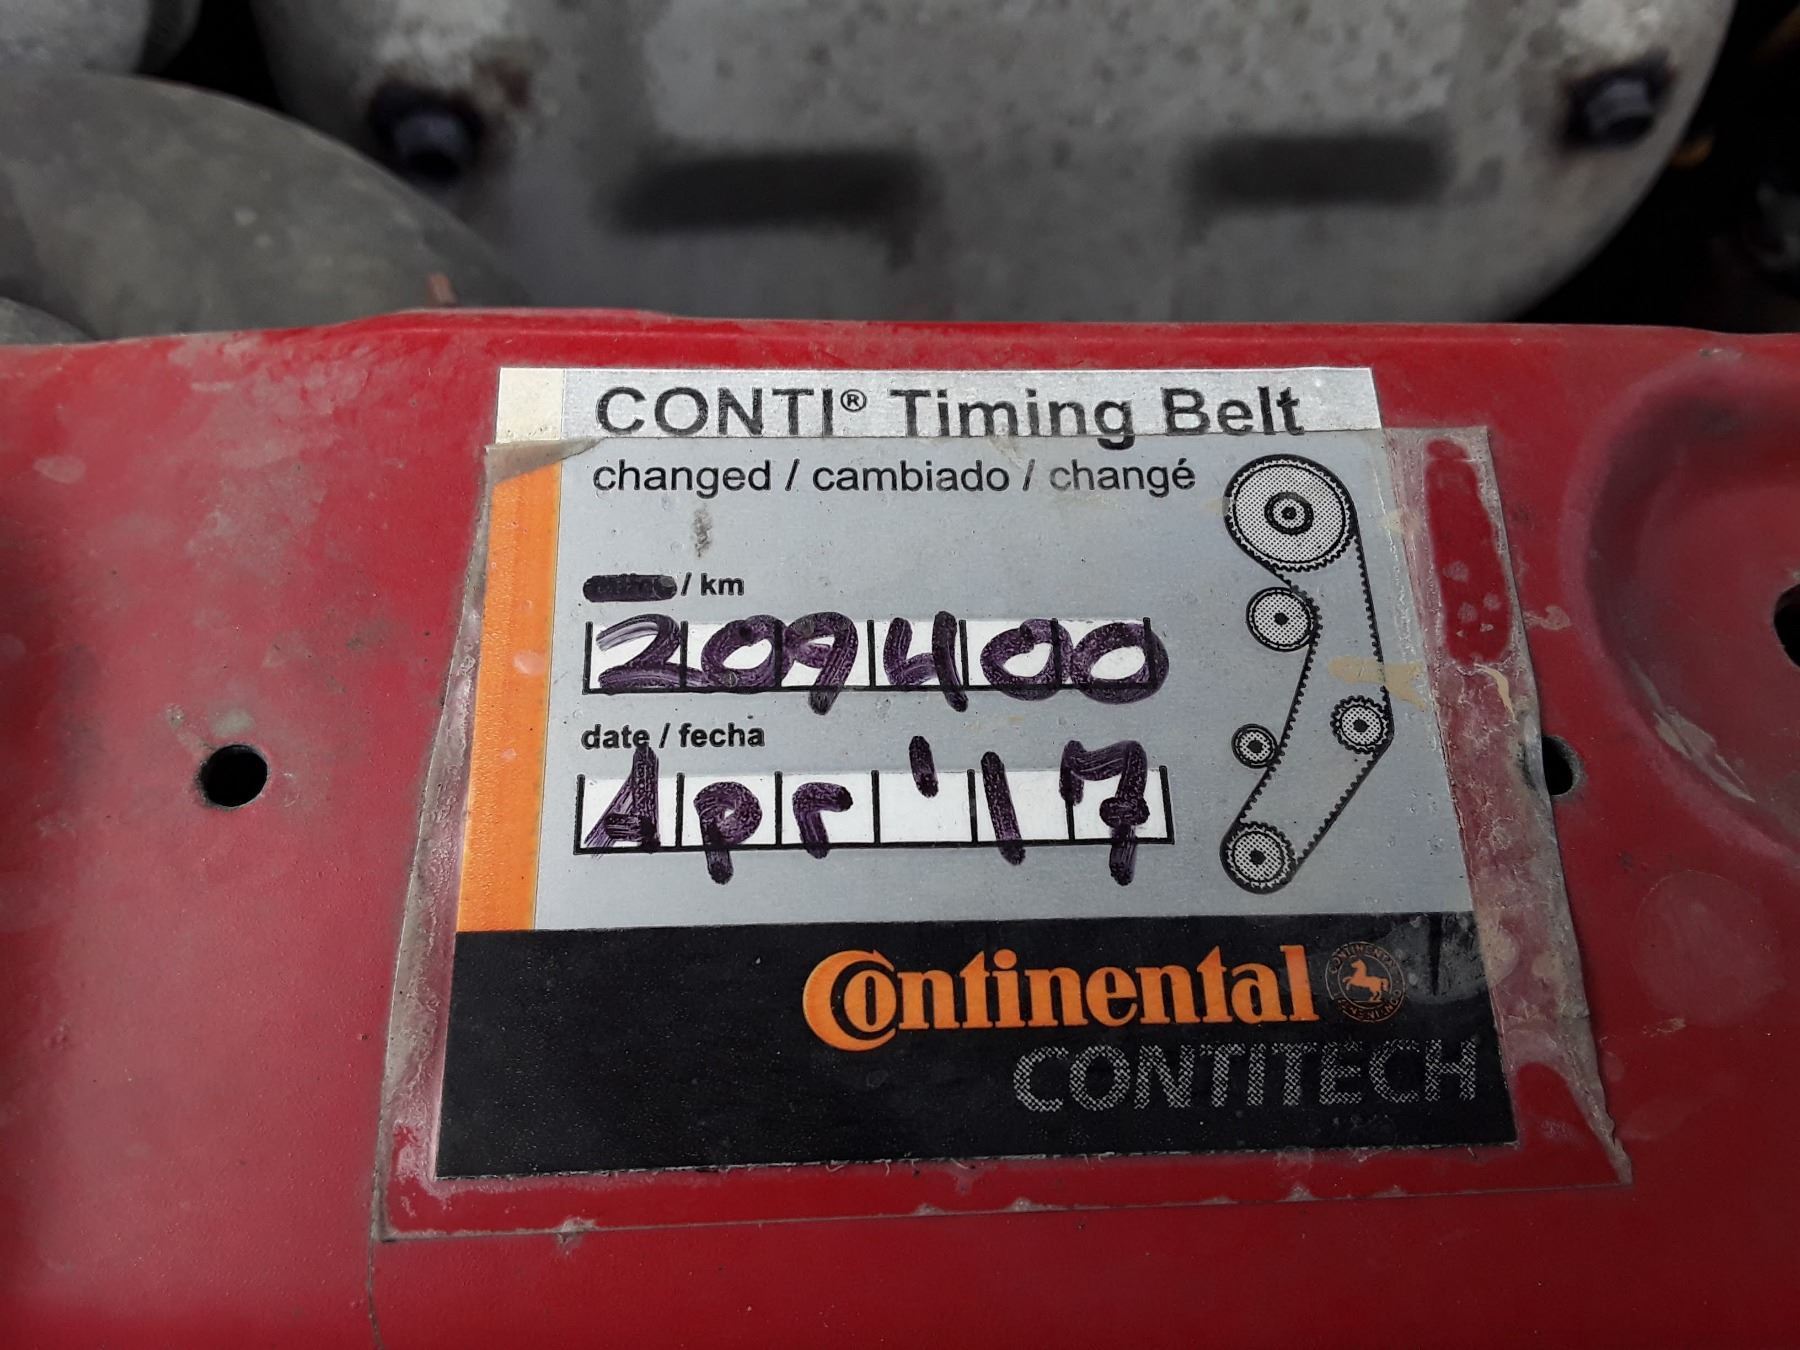 CONTI® Timing Belt
changed / cambiado / changé
/ km
209400
date / fecha
Apr '17
Continental
CONTITECH